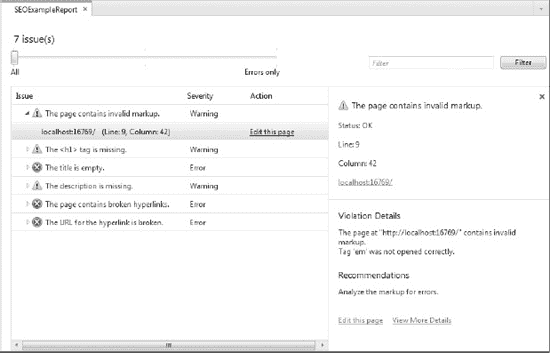 SEOExampleReport
7 issue(s)
All
Errors only
Filter
Filter
Issue Severity Action
The page contains invalid markup. Warning
localhost:16769/ (Line: 9, Column: 42) Edit this page
The <h1> tag is missing. Warning
The title is empty. Error
The description is missing. Warning
The page contains broken hyperlinks. Error
The URL for the hyperlink is broken. Error
The page contains invalid markup.
Status: OK
Line: 9
Column: 42
localhost:16769/
Violation Details
The page at "http://localhost:16769/" contains invalid
markup.
Tag 'em' was not opened correctly.
Recommendations
Analyze the markup for errors.
Edit this page View More Details